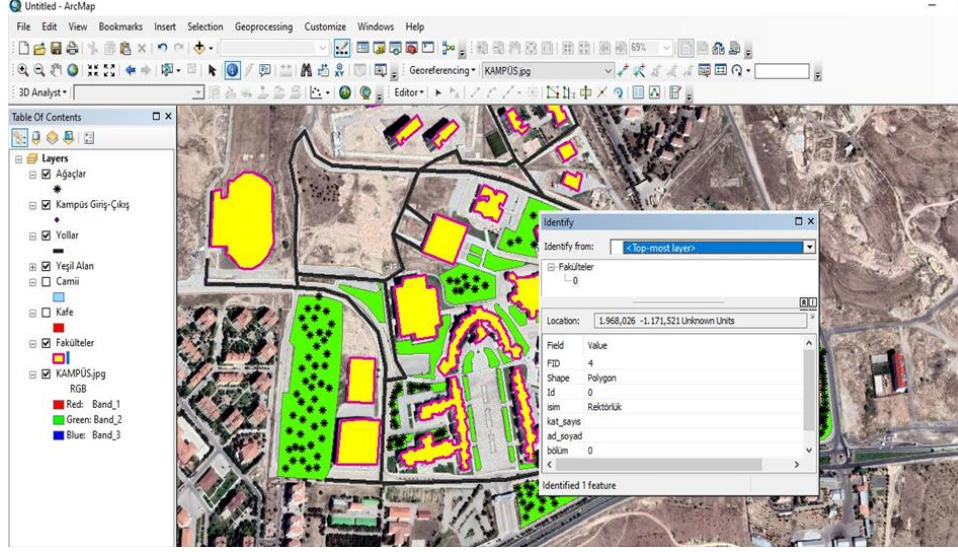 Untitled - ArcMap
File Edit View Bookmarks Insert Selection Geoprocessing Customize Windows Help
69%
Georeferencing KAMPÜS.jpg
3D Analyst Editor
Table Of Contents
Layers
Ağaçlar
Kampüs Giriş-Çıkış
Yollar
Yeşil Alan
Camii
Kafe
Fakülteler
KAMPÜS.jpg
RGB
Red: Band_1
Green: Band_2
Blue: Band_3
Identify
Identify from: <Top-most layer>
Fakülteler
0
Location: 1.968,026 -1.171,521 Unknown Units
Field Value
FID 4
Shape Polygon
Id 0
isim Rektörlük
kat_sayıs
ad_soyad
bölüm 0
Identified 1 feature